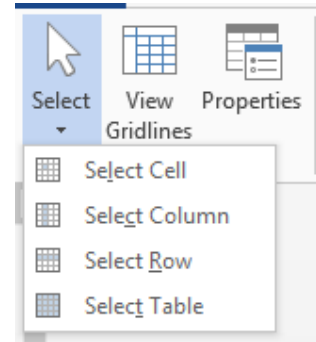 Select
View Gridlines
Properties
Select Cell
Select Column
Select Row
Select Table